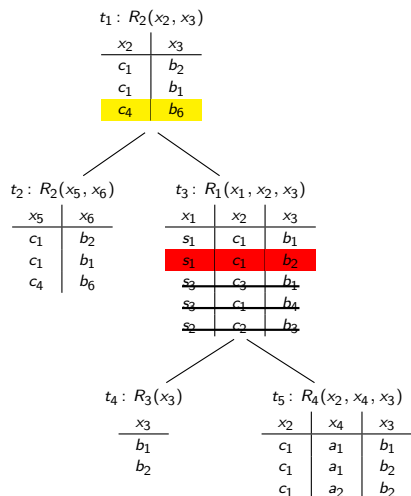 t₁: R₂(x₂, x₃)
x₂ x₃
c₁ b₂
c₁ b₁
c₄ b₆
t₂: R₂(x₅, x₆) t₃: R₁(x₁, x₂, x₃)
x₅ x₆ x₁ x₂ x₃
c₁ b₂ s₁ c₁ b₁
c₁ b₁ s₁ c₁ b₂
c₄ b₆ s₃ c₃ b₁
s₃ c₁ b₄
s₂ c₂ b₃
t₄: R₃(x₃) t₅: R₄(x₂, x₄, x₃)
x₃ x₂ x₄ x₃
b₁ c₁ a₁ b₁
b₂ c₁ a₁ b₂
c₁ a₂ b₂